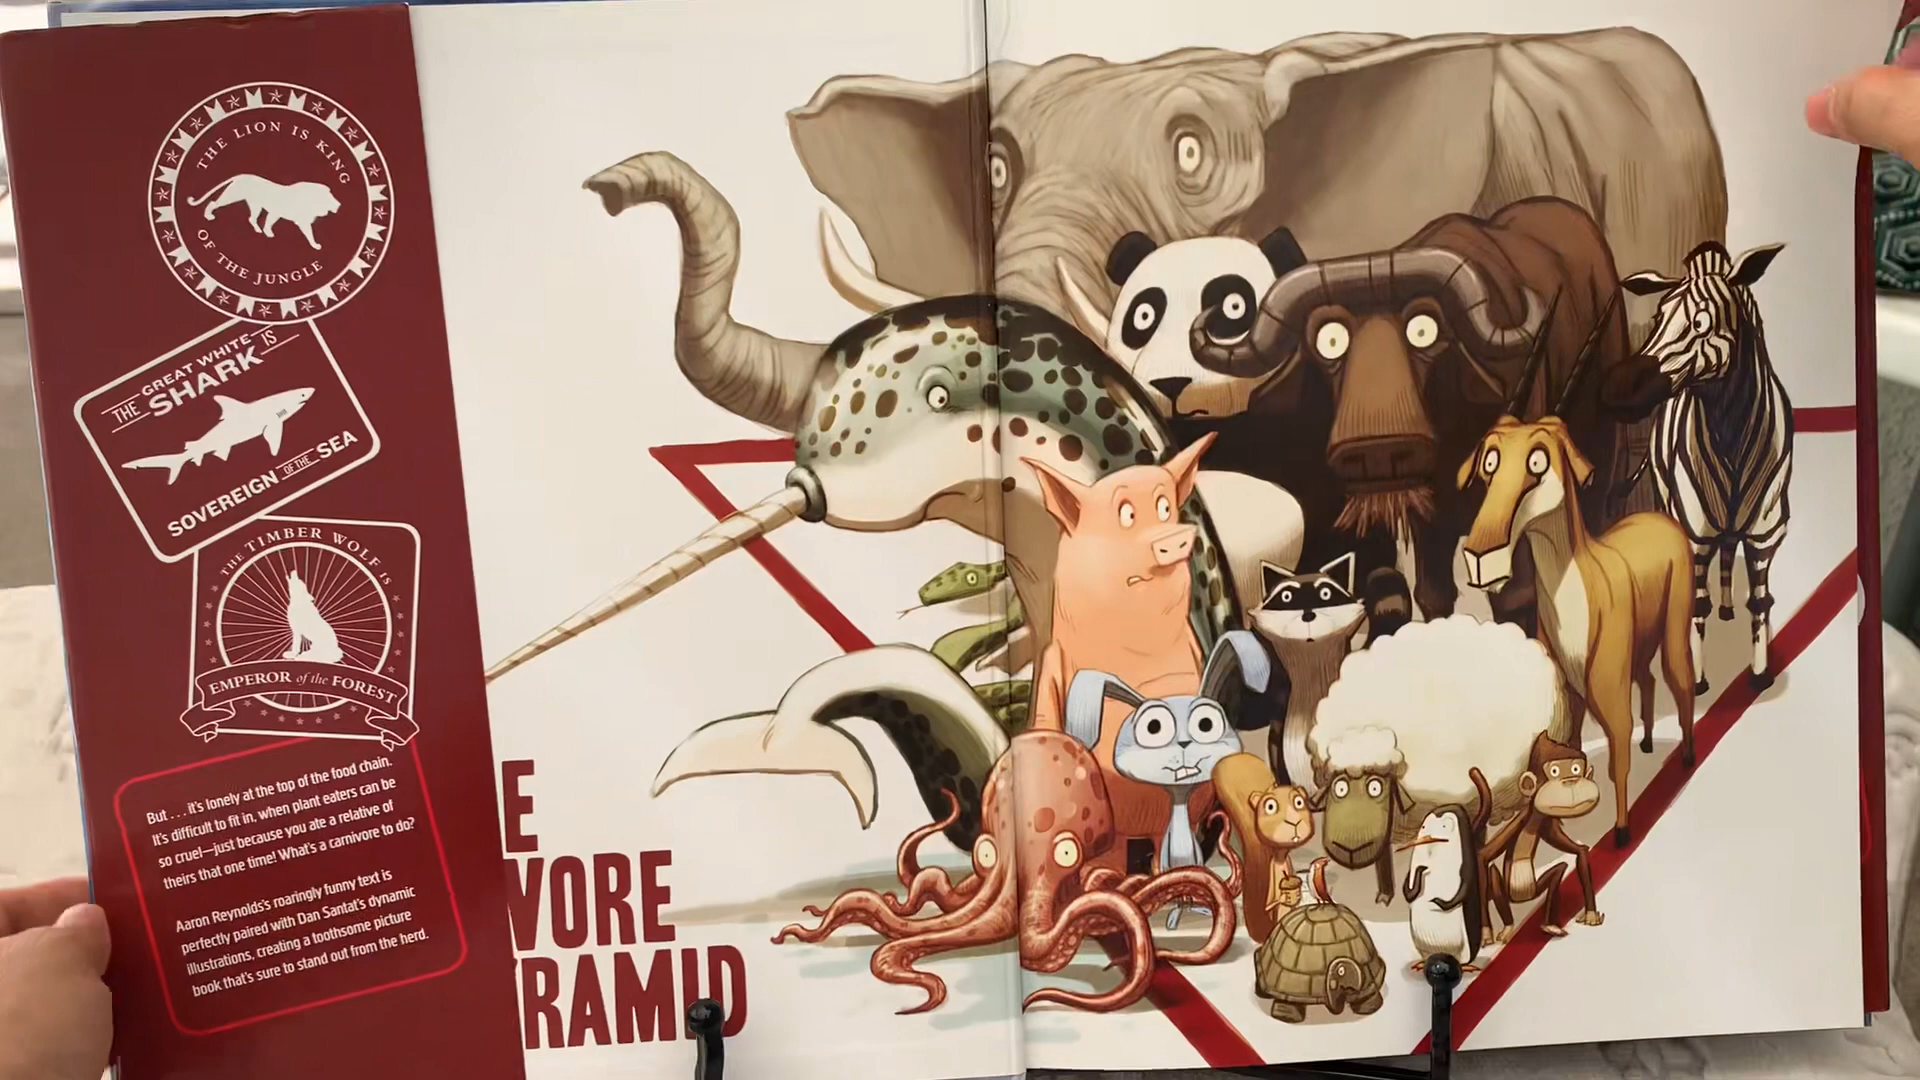 THE LION IS KING
OF THE JUNGLE
THE GREAT WHITE
SHARK IS
SOVEREIGN OF THE SEA
THE TIMBER WOLF IS
EMPEROR of the FOREST
But . . . it's lonely at the top of the food chain.
It's difficult to fit in, when plant eaters can be
so cruel—just because you ate a relative of
theirs that one time! What's a carnivore to do?
Aaron Reynolds's roaringly funny text is
perfectly paired with Dan Santat's dynamic
illustrations, creating a toothsome picture
book that's sure to stand out from the herd.
E
VORE
RAMID